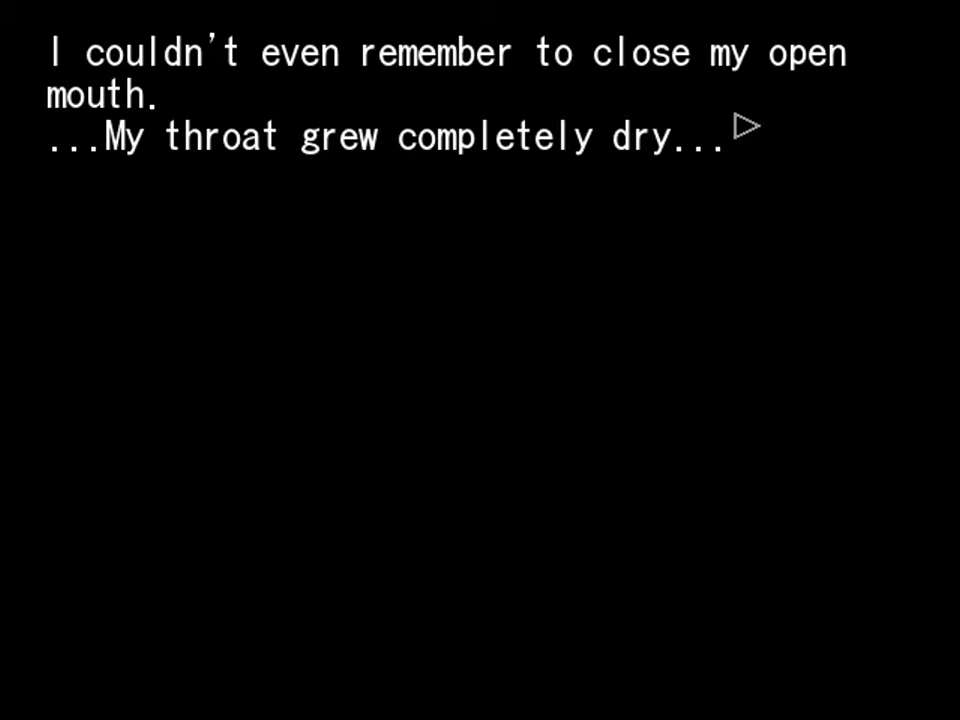 I couldn't even remember to close my open
mouth.
...My throat grew completely dry...